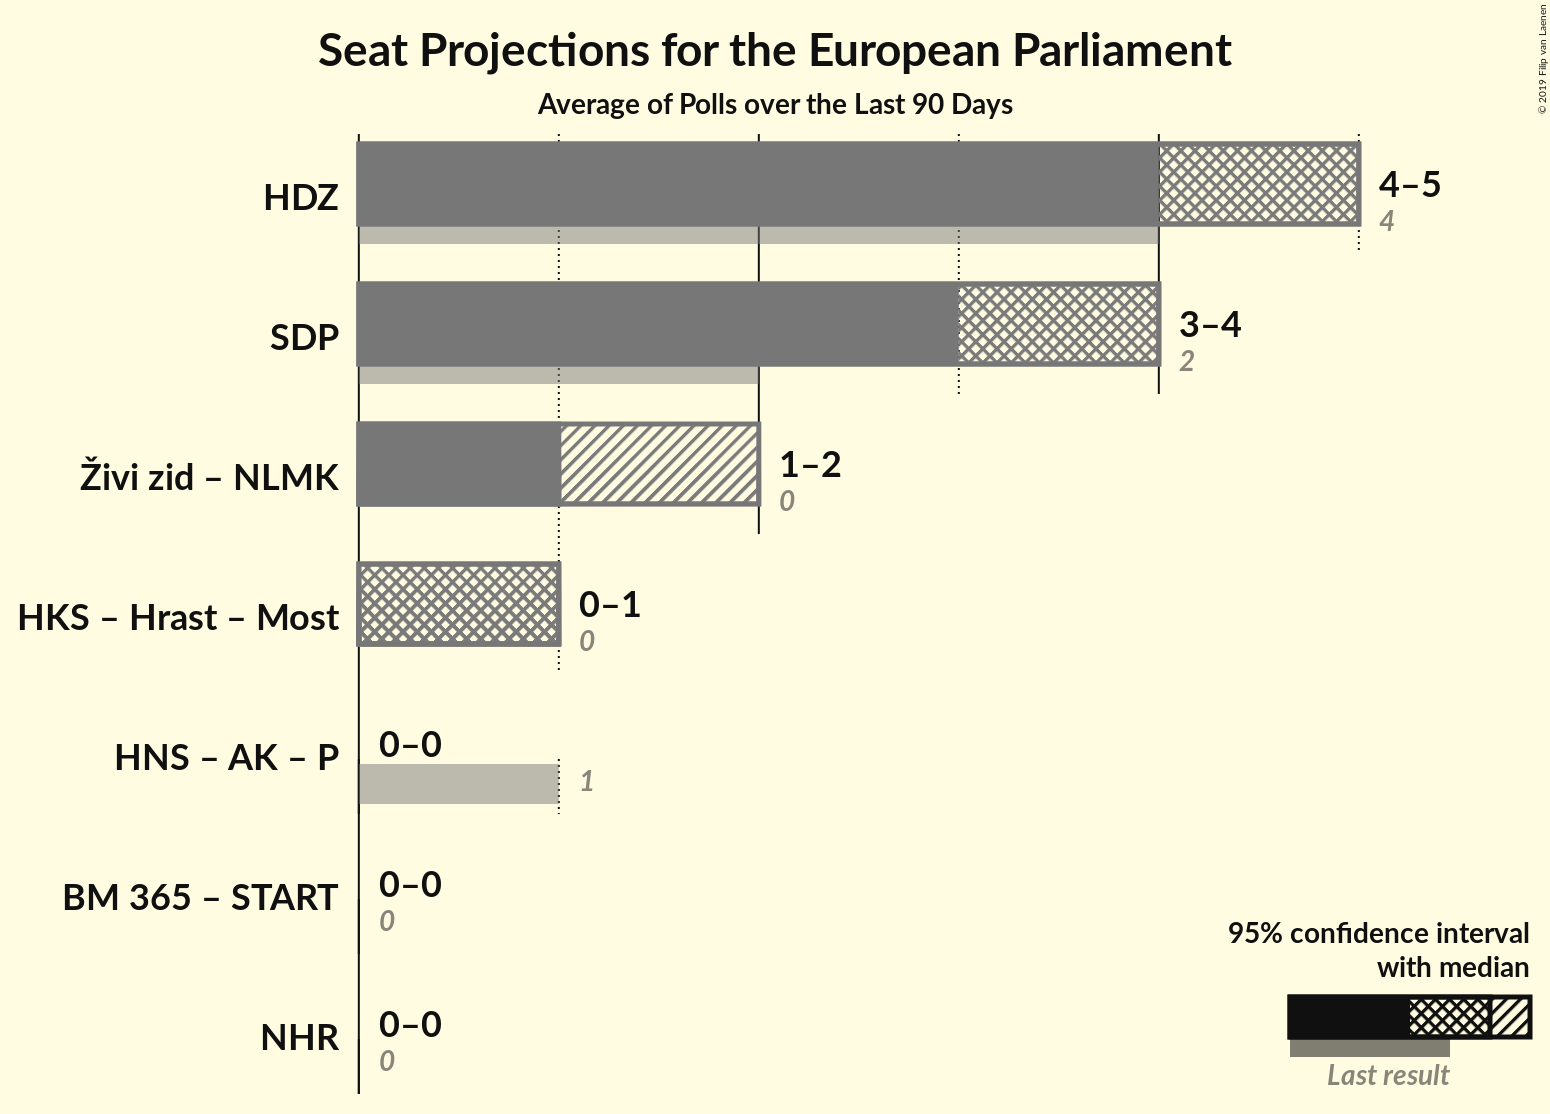 Seat Projections for the European Parliament
Average of Polls over the Last 90 Days
© 2019 Filip van Laenen
HDZ
4–5
4
SDP
3–4
2
Živi zid – NLMK
1–2
0
HKS – Hrast – Most
0–1
0
HNS – AK – P
0–0
1
BM 365 – START
0–0
0
NHR
0–0
0
95% confidence interval
with median
Last result